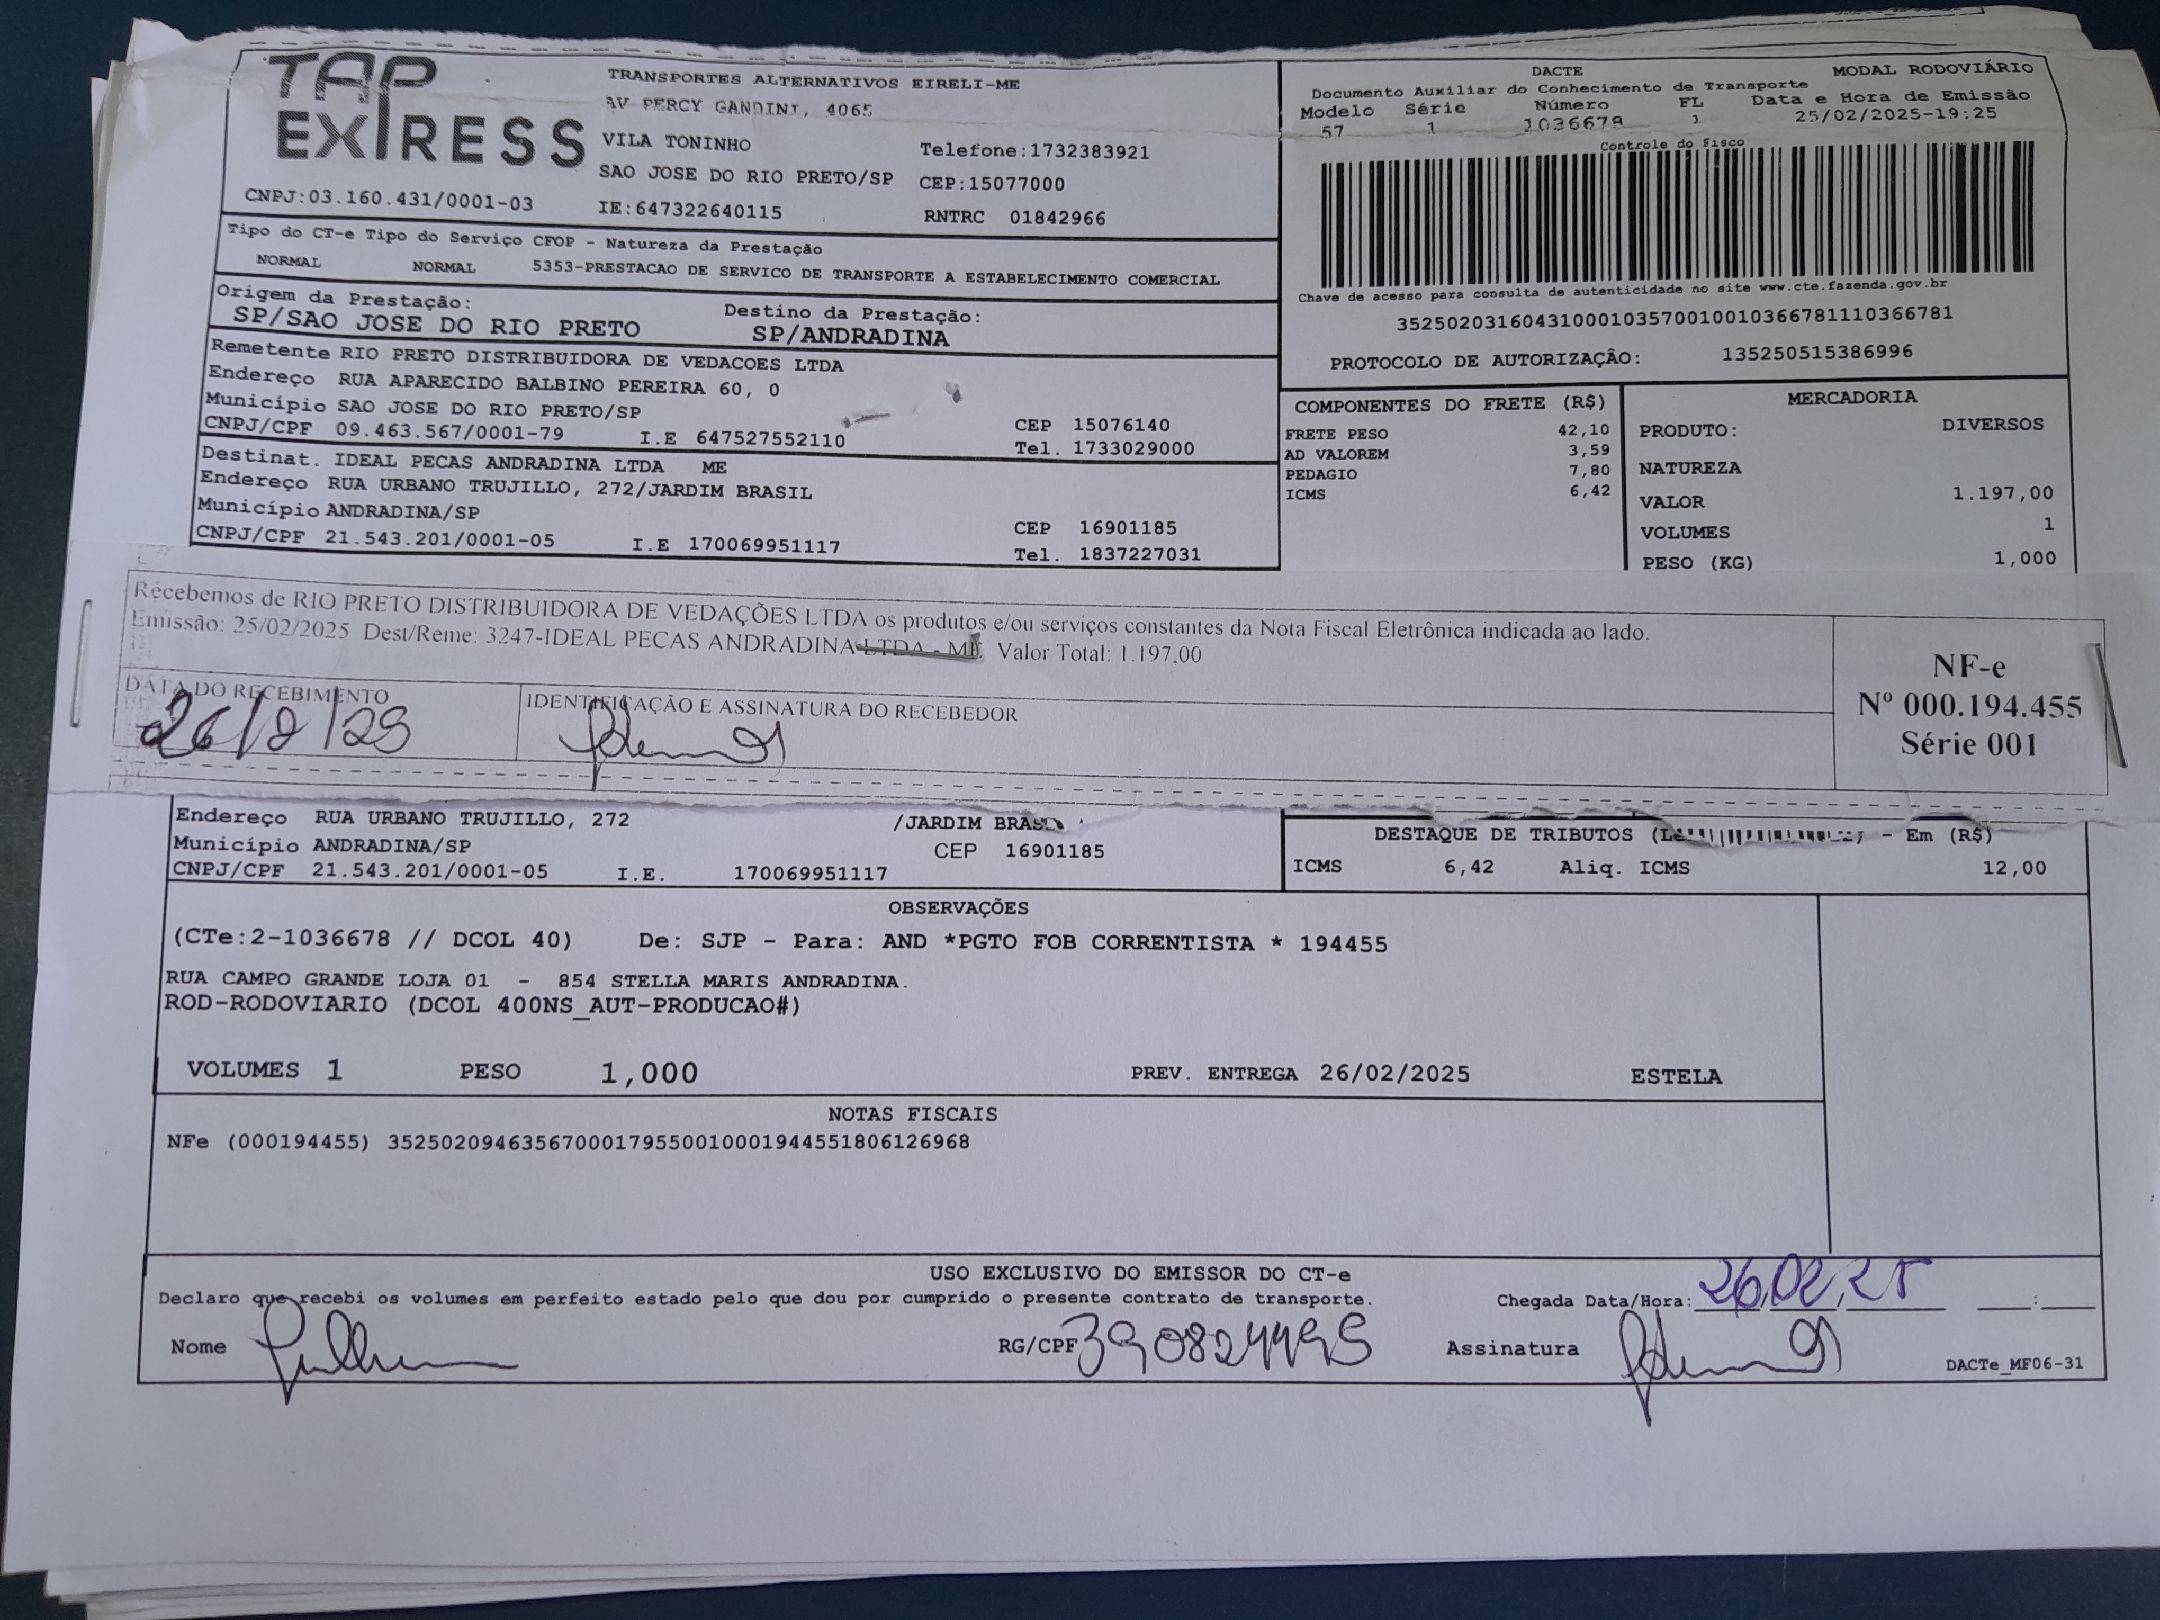 TAP EXPRESS
TRANSPORTES ALTERNATIVOS EIRELI-ME
AV PERCY GANDINI, 4065
VILA TONINHO Telefone:1732383921
SAO JOSE DO RIO PRETO/SP CEP:15077000
CNPJ:03.160.431/0001-03 IE:647322640115 RNTRC 01842966
DACTE MODAL RODOVIÁRIO
Documento Auxiliar do Conhecimento de Transporte
Modelo Série Número FL Data e Hora de Emissão
57 1 1036678 1 25/02/2025-19:25
Controle do Fisco
Chave de acesso para consulta de autenticidade no site www.cte.fazenda.gov.br
35250203160431000103570010010366781110366781
PROTOCOLO DE AUTORIZAÇÃO: 135250515386996
Tipo do CT-e Tipo do Serviço CFOP - Natureza da Prestação
NORMAL NORMAL 5353-PRESTACAO DE SERVICO DE TRANSPORTE A ESTABELECIMENTO COMERCIAL
Origem da Prestação: Destino da Prestação:
SP/SAO JOSE DO RIO PRETO SP/ANDRADINA
Remetente RIO PRETO DISTRIBUIDORA DE VEDACOES LTDA
Endereço RUA APARECIDO BALBINO PEREIRA 60, 0
Município SAO JOSE DO RIO PRETO/SP CEP 15076140
CNPJ/CPF 09.463.567/0001-79 I.E 647527552110 Tel. 1733029000
Destinat. IDEAL PECAS ANDRADINA LTDA ME
Endereço RUA URBANO TRUJILLO, 272/JARDIM BRASIL
Município ANDRADINA/SP CEP 16901185
CNPJ/CPF 21.543.201/0001-05 I.E 170069951117 Tel. 1837227031
COMPONENTES DO FRETE (R$)
FRETE PESO 42,10
AD VALOREM 3,59
PEDAGIO 7,80
ICMS 6,42
MERCADORIA
PRODUTO: DIVERSOS
NATUREZA
VALOR 1.197,00
VOLUMES 1
PESO (KG) 1,000
Recebemos de RIO PRETO DISTRIBUIDORA DE VEDAÇÕES LTDA os produtos e/ou serviços constantes da Nota Fiscal Eletrônica indicada ao lado.
Emissão: 25/02/2025 Dest/Reme: 3247-IDEAL PECAS ANDRADINA LTDA - ME. Valor Total: 1.197,00
DATA DO RECEBIMENTO IDENTIFICAÇÃO E ASSINATURA DO RECEBEDOR
26/2/25
NF-e
Nº 000.194.455
Série 001
Endereço RUA URBANO TRUJILLO, 272 /JARDIM BRASIL
Município ANDRADINA/SP CEP 16901185
CNPJ/CPF 21.543.201/0001-05 I.E. 170069951117
DESTAQUE DE TRIBUTOS - Em (R$)
ICMS 6,42 Aliq. ICMS 12,00
OBSERVAÇÕES
(CTe:2-1036678 // DCOL 40) De: SJP - Para: AND *PGTO FOB CORRENTISTA * 194455
RUA CAMPO GRANDE LOJA 01 - 854 STELLA MARIS ANDRADINA.
ROD-RODOVIARIO (DCOL 400NS_AUT-PRODUCAO#)
VOLUMES 1 PESO 1,000 PREV. ENTREGA 26/02/2025 ESTELA
NOTAS FISCAIS
NFe (000194455) 35250209463567000179550010001944551806126968
USO EXCLUSIVO DO EMISSOR DO CT-e
Declaro que recebi os volumes em perfeito estado pelo que dou por cumprido o presente contrato de transporte. Chegada Data/Hora: 26/02/25 __:__
Nome RG/CPF 390824495 Assinatura DACTe_MF06-31